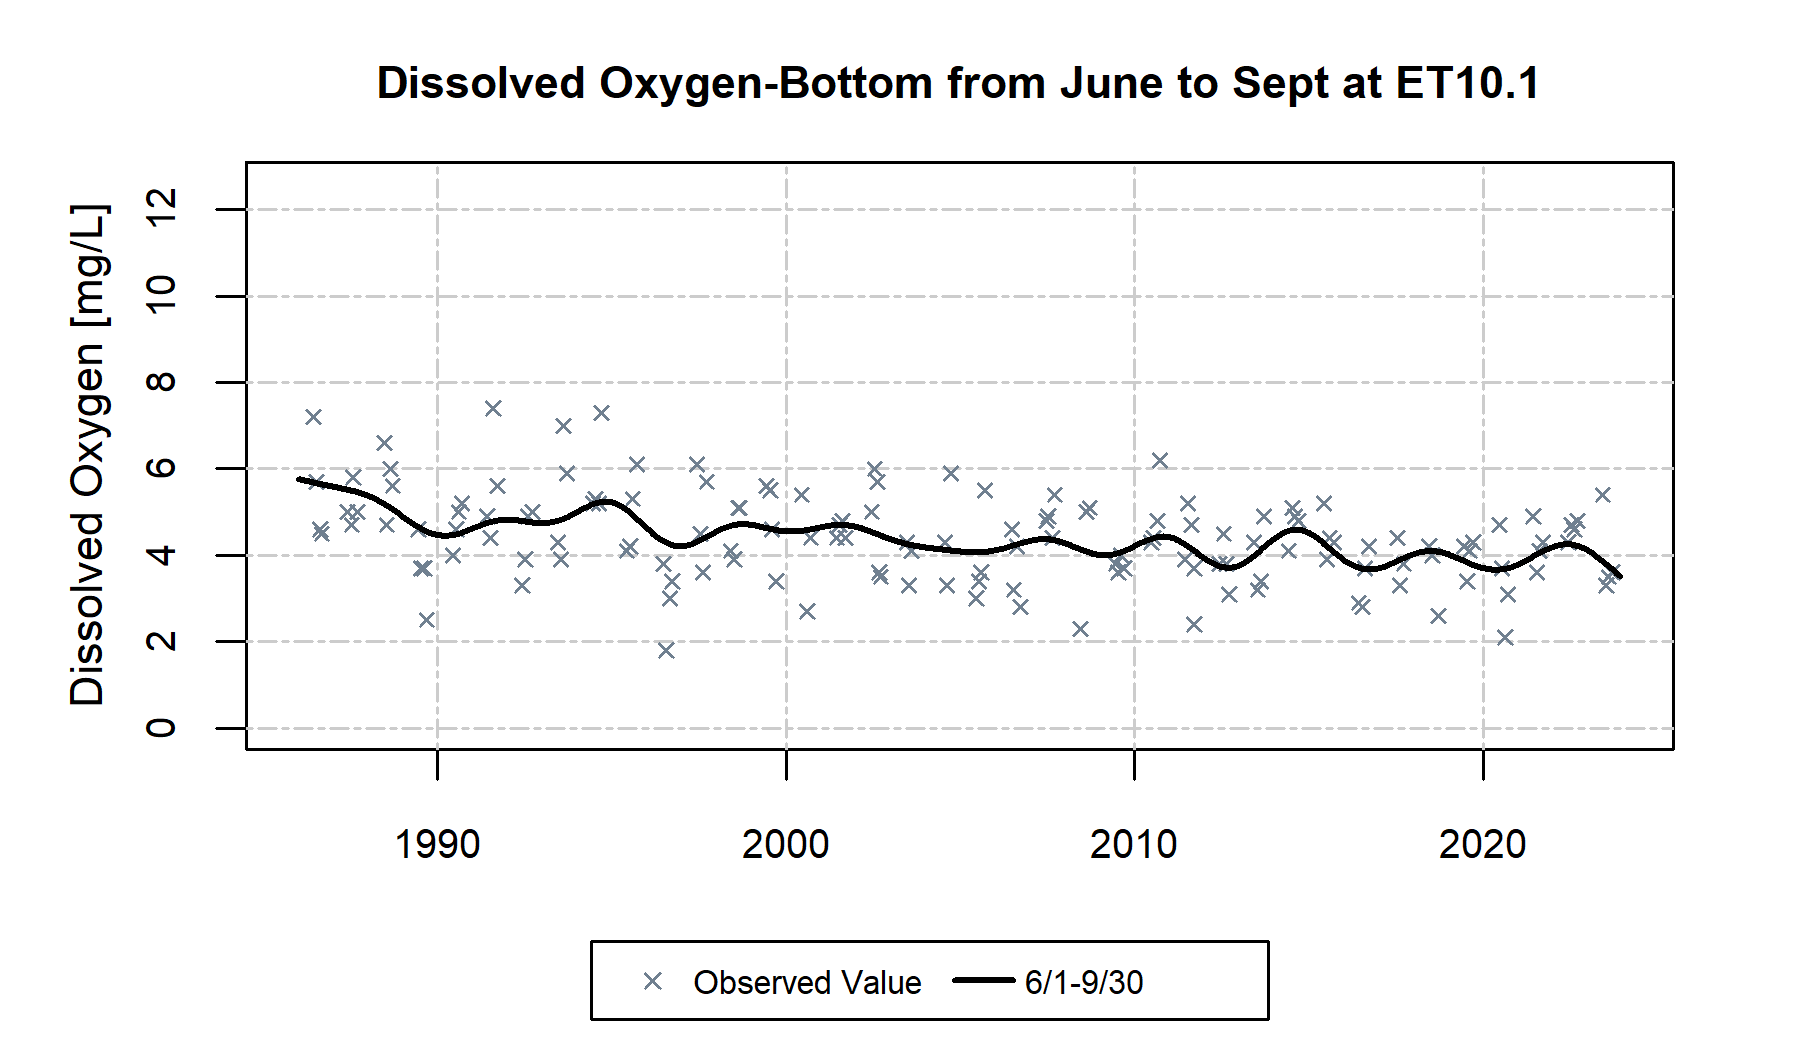 Dissolved Oxygen-Bottom from June to Sept at ET10.1
Dissolved Oxygen [mg/L]
12
10
8
6
4
2
0
1990 2000 2010 2020
Observed Value 6/1-9/30